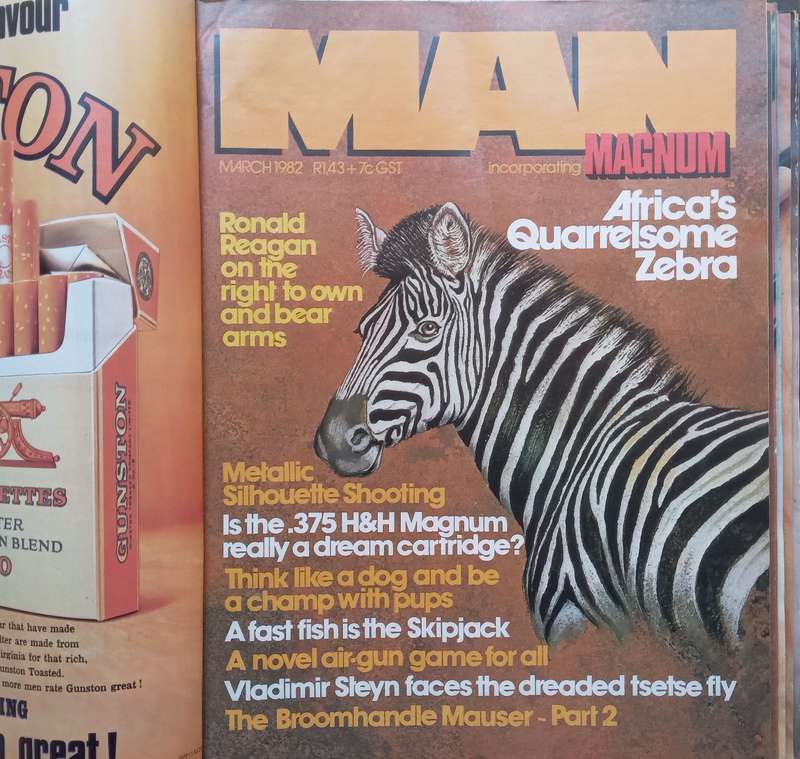 avour
TON
GUNSTON
ETTES
TER
N BLEND
0
ur that have made
lter are made from
irginia for that rich,
unston Toasted.
more men rate Gunston great!
ING
great!
MAN
MARCH 1982 R1,43 + 7c GST
incorporating MAGNUM
Africa's
Quarrelsome
Zebra
Ronald
Reagan
on the
right to own
and bear
arms
Metallic
Silhouette Shooting
Is the .375 H&H Magnum
really a dream cartridge?
Think like a dog and be
a champ with pups
A fast fish is the Skipjack
A novel air-gun game for all
Vladimir Steyn faces the dreaded tsetse fly
The Broomhandle Mauser - Part 2